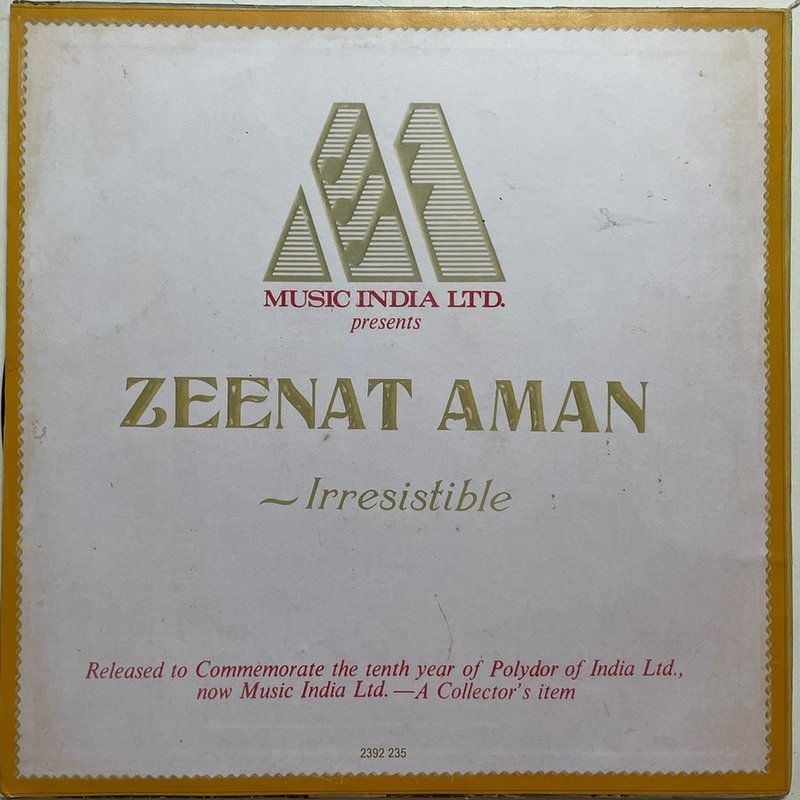 MUSIC INDIA LTD.
presents
ZEENAT AMAN
~Irresistible
Released to Commemorate the tenth year of Polydor of India Ltd.,
now Music India Ltd.—A Collector's item
2392 235